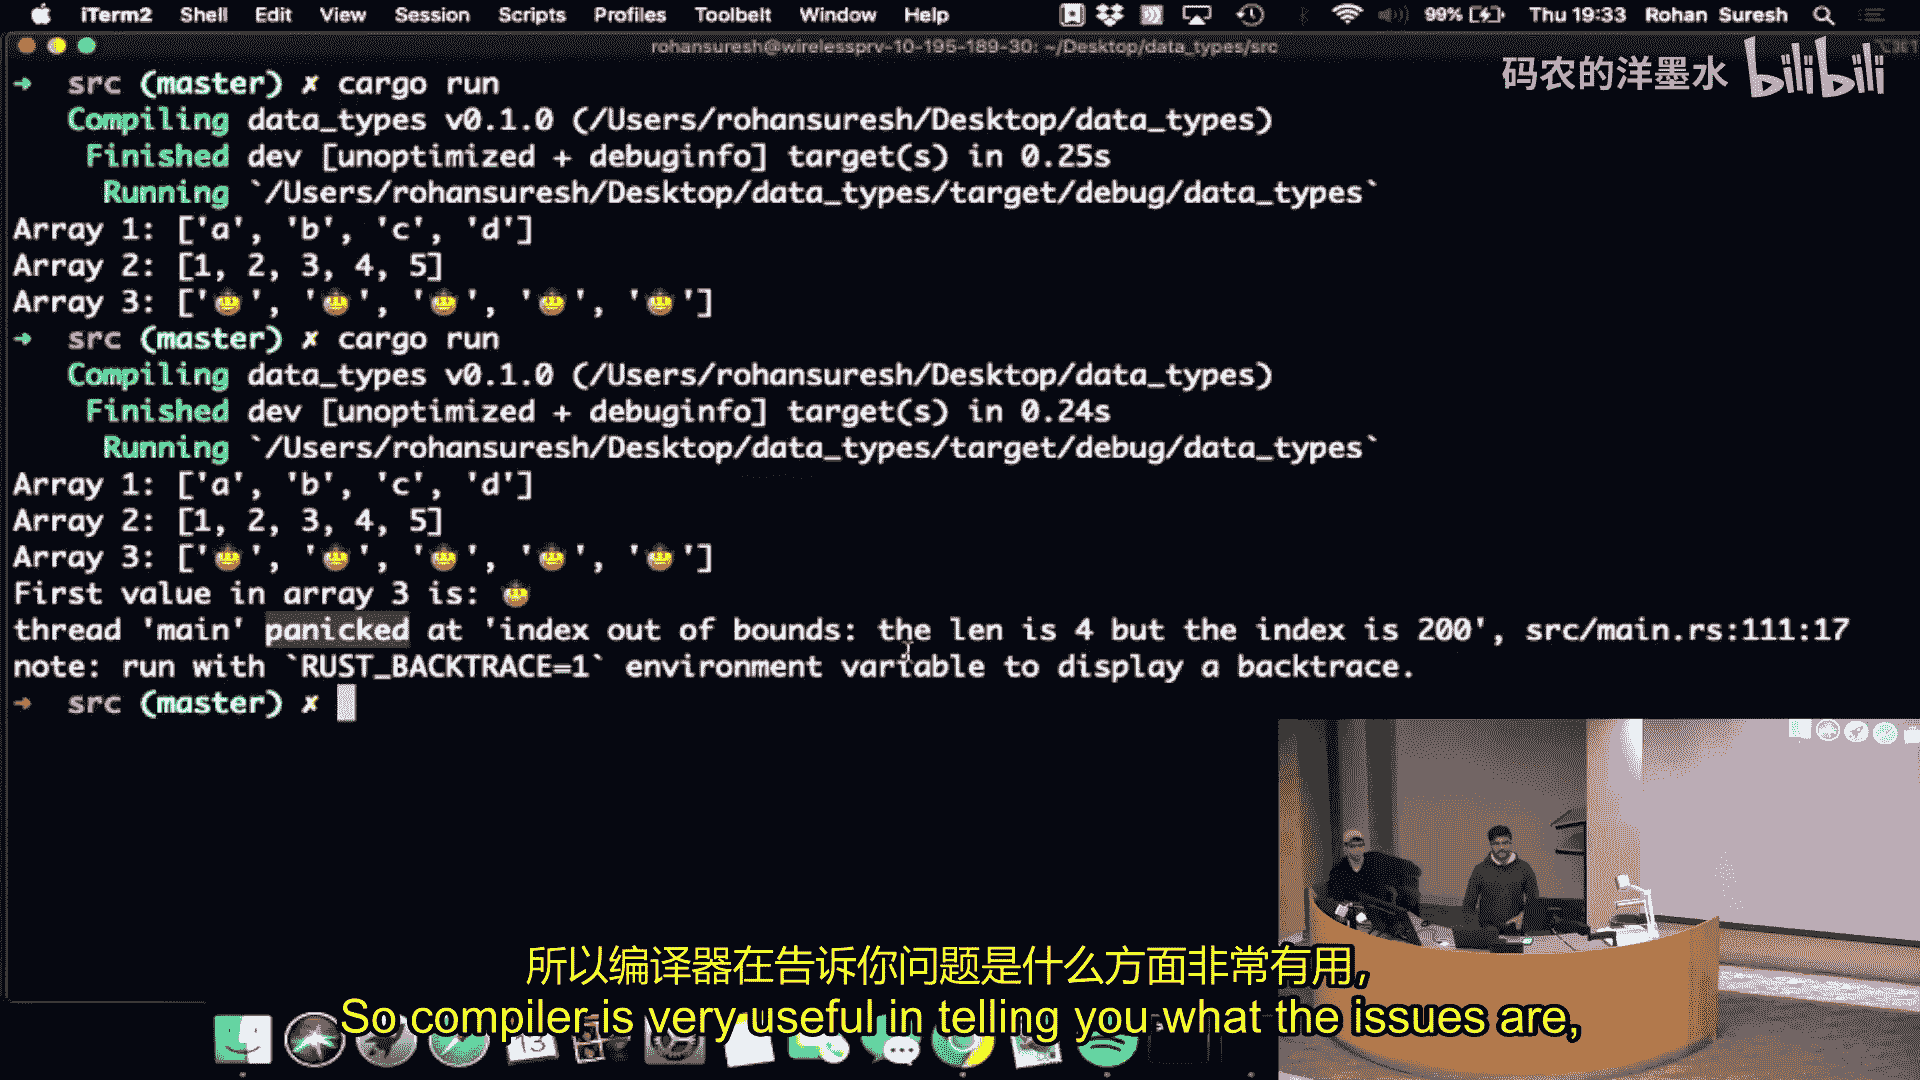 iTerm2 Shell Edit View Session Scripts Profiles Toolbelt Window Help 99% Thu 19:33 Rohan Suresh
rohansuresh@wirelessprv-10-195-189-30: ~/Desktop/data_types/src
码农的洋墨水 bilibili
→ src (master) ✗ cargo run
Compiling data_types v0.1.0 (/Users/rohansuresh/Desktop/data_types)
Finished dev [unoptimized + debuginfo] target(s) in 0.25s
Running `/Users/rohansuresh/Desktop/data_types/target/debug/data_types`
Array 1: ['a', 'b', 'c', 'd']
Array 2: [1, 2, 3, 4, 5]
Array 3: ['🤠', '🤠', '🤠', '🤠', '🤠']
→ src (master) ✗ cargo run
Compiling data_types v0.1.0 (/Users/rohansuresh/Desktop/data_types)
Finished dev [unoptimized + debuginfo] target(s) in 0.24s
Running `/Users/rohansuresh/Desktop/data_types/target/debug/data_types`
Array 1: ['a', 'b', 'c', 'd']
Array 2: [1, 2, 3, 4, 5]
Array 3: ['🤠', '🤠', '🤠', '🤠', '🤠']
First value in array 3 is: 🤠
thread 'main' panicked at 'index out of bounds: the len is 4 but the index is 200', src/main.rs:111:17
note: run with `RUST_BACKTRACE=1` environment variable to display a backtrace.
→ src (master) ✗
所以编译器在告诉你问题是什么方面非常有用,
So compiler is very useful in telling you what the issues are,
13